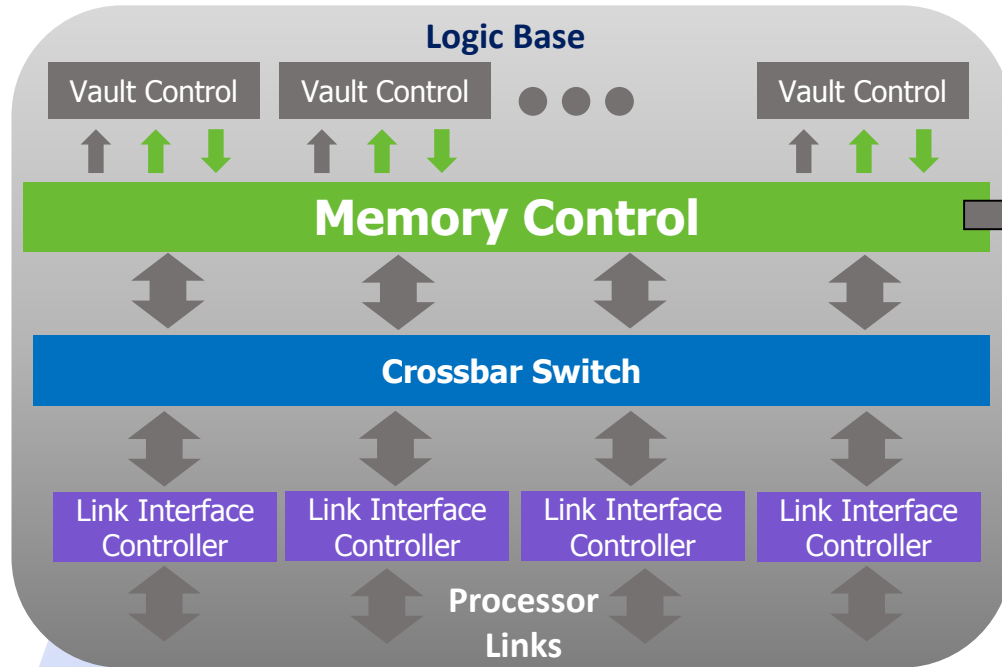 Logic Base
Vault Control
Vault Control
Vault Control
Memory Control
Crossbar Switch
Link Interface
Controller
Link Interface
Controller
Link Interface
Controller
Link Interface
Controller
Processor
Links